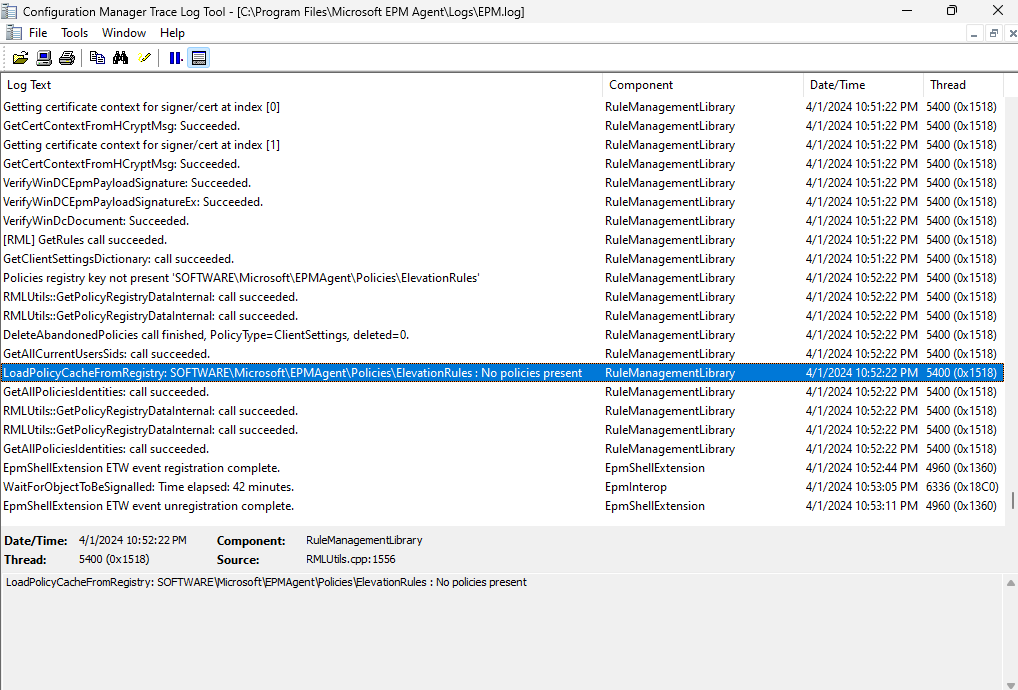 Configuration Manager Trace Log Tool - [C:\Program Files\Microsoft EPM Agent\Logs\EPM.log]
File Tools Window Help
Log Text Component Date/Time Thread
Getting certificate context for signer/cert at index [0] RuleManagementLibrary 4/1/2024 10:51:22 PM 5400 (0x1518)
GetCertContextFromHCryptMsg: Succeeded. RuleManagementLibrary 4/1/2024 10:51:22 PM 5400 (0x1518)
Getting certificate context for signer/cert at index [1] RuleManagementLibrary 4/1/2024 10:51:22 PM 5400 (0x1518)
GetCertContextFromHCryptMsg: Succeeded. RuleManagementLibrary 4/1/2024 10:51:22 PM 5400 (0x1518)
VerifyWinDCEpmPayloadSignature: Succeeded. RuleManagementLibrary 4/1/2024 10:51:22 PM 5400 (0x1518)
VerifyWinDCEpmPayloadSignatureEx: Succeeded. RuleManagementLibrary 4/1/2024 10:51:22 PM 5400 (0x1518)
VerifyWinDcDocument: Succeeded. RuleManagementLibrary 4/1/2024 10:51:22 PM 5400 (0x1518)
[RML] GetRules call succeeded. RuleManagementLibrary 4/1/2024 10:51:22 PM 5400 (0x1518)
GetClientSettingsDictionary: call succeeded. RuleManagementLibrary 4/1/2024 10:51:22 PM 5400 (0x1518)
Policies registry key not present 'SOFTWARE\Microsoft\EPMAgent\Policies\ElevationRules' RuleManagementLibrary 4/1/2024 10:52:22 PM 5400 (0x1518)
RMLUtils::GetPolicyRegistryDataInternal: call succeeded. RuleManagementLibrary 4/1/2024 10:52:22 PM 5400 (0x1518)
RMLUtils::GetPolicyRegistryDataInternal: call succeeded. RuleManagementLibrary 4/1/2024 10:52:22 PM 5400 (0x1518)
DeleteAbandonedPolicies call finished, PolicyType=ClientSettings, deleted=0. RuleManagementLibrary 4/1/2024 10:52:22 PM 5400 (0x1518)
GetAllCurrentUsersSids: call succeeded. RuleManagementLibrary 4/1/2024 10:52:22 PM 5400 (0x1518)
LoadPolicyCacheFromRegistry: SOFTWARE\Microsoft\EPMAgent\Policies\ElevationRules : No policies present RuleManagementLibrary 4/1/2024 10:52:22 PM 5400 (0x1518)
GetAllPoliciesIdentities: call succeeded. RuleManagementLibrary 4/1/2024 10:52:22 PM 5400 (0x1518)
RMLUtils::GetPolicyRegistryDataInternal: call succeeded. RuleManagementLibrary 4/1/2024 10:52:22 PM 5400 (0x1518)
RMLUtils::GetPolicyRegistryDataInternal: call succeeded. RuleManagementLibrary 4/1/2024 10:52:22 PM 5400 (0x1518)
GetAllPoliciesIdentities: call succeeded. RuleManagementLibrary 4/1/2024 10:52:22 PM 5400 (0x1518)
EpmShellExtension ETW event registration complete. EpmShellExtension 4/1/2024 10:52:44 PM 4960 (0x1360)
WaitForObjectToBeSignalled: Time elapsed: 42 minutes. EpmInterop 4/1/2024 10:53:05 PM 6336 (0x18C0)
EpmShellExtension ETW event unregistration complete. EpmShellExtension 4/1/2024 10:53:11 PM 4960 (0x1360)
Date/Time: 4/1/2024 10:52:22 PM Component: RuleManagementLibrary
Thread: 5400 (0x1518) Source: RMLUtils.cpp:1556
LoadPolicyCacheFromRegistry: SOFTWARE\Microsoft\EPMAgent\Policies\ElevationRules : No policies present